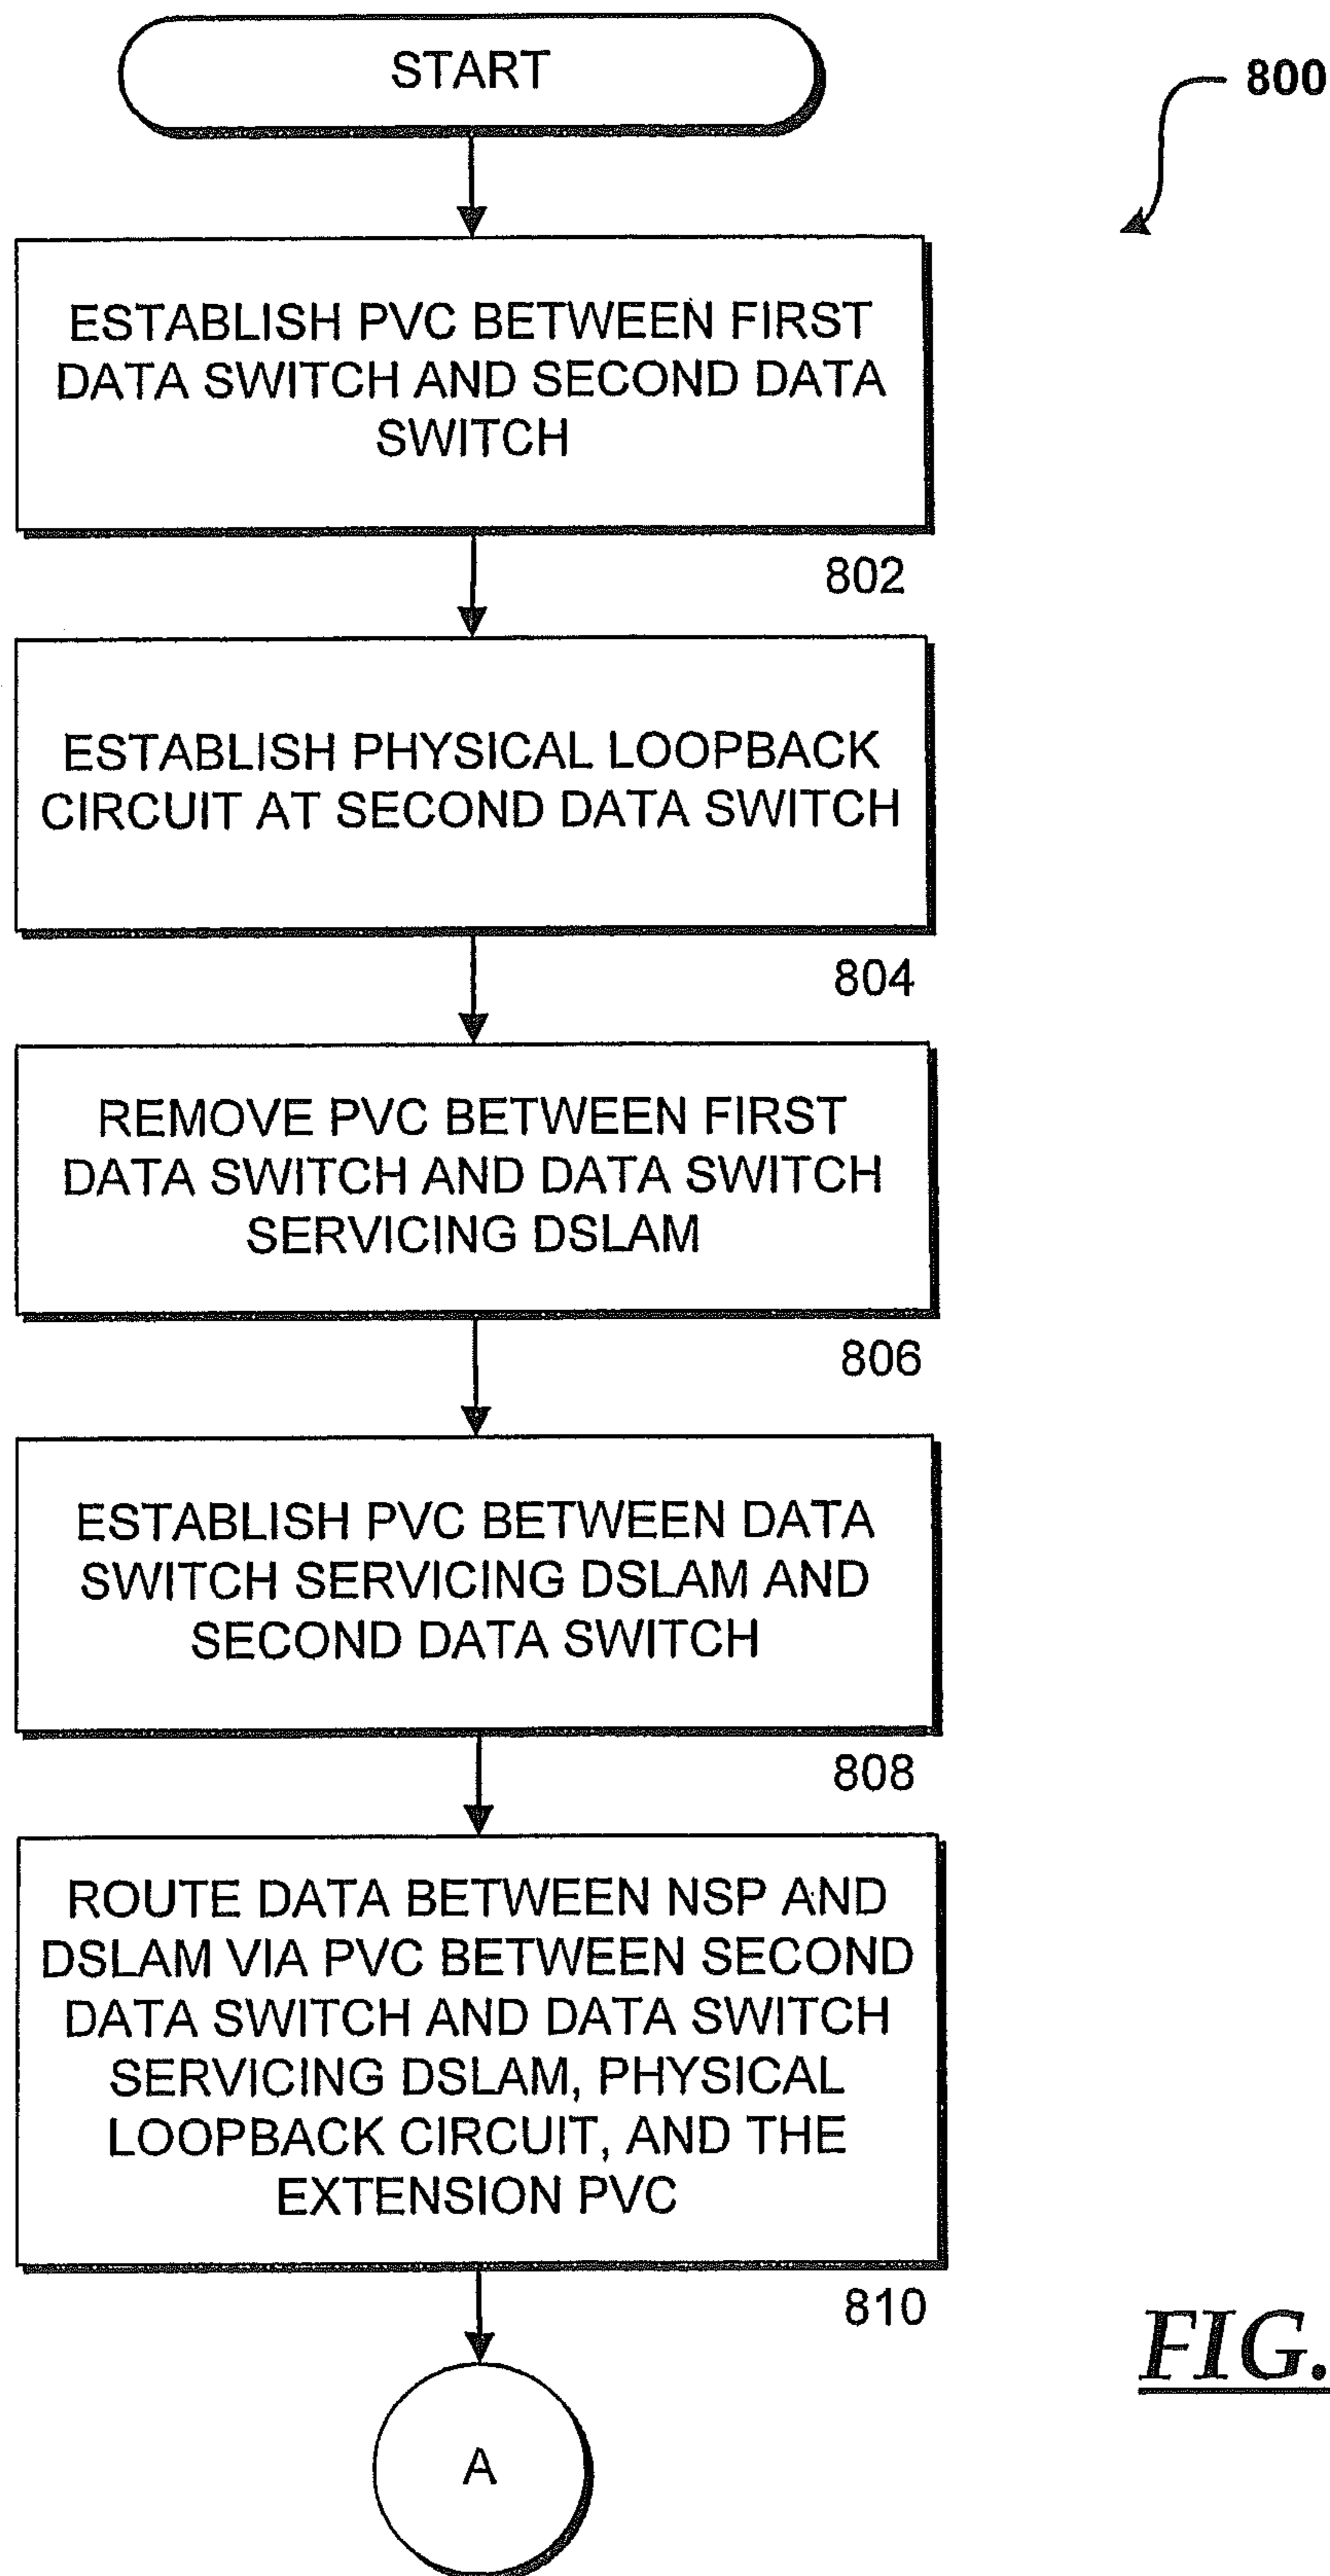 START
800
ESTABLISH PVC BETWEEN FIRST
DATA SWITCH AND SECOND DATA
SWITCH
802
ESTABLISH PHYSICAL LOOPBACK
CIRCUIT AT SECOND DATA SWITCH
804
REMOVE PVC BETWEEN FIRST
DATA SWITCH AND DATA SWITCH
SERVICING DSLAM
806
ESTABLISH PVC BETWEEN DATA
SWITCH SERVICING DSLAM AND
SECOND DATA SWITCH
808
ROUTE DATA BETWEEN NSP AND
DSLAM VIA PVC BETWEEN SECOND
DATA SWITCH AND DATA SWITCH
SERVICING DSLAM, PHYSICAL
LOOPBACK CIRCUIT, AND THE
EXTENSION PVC
810
FIG.
A